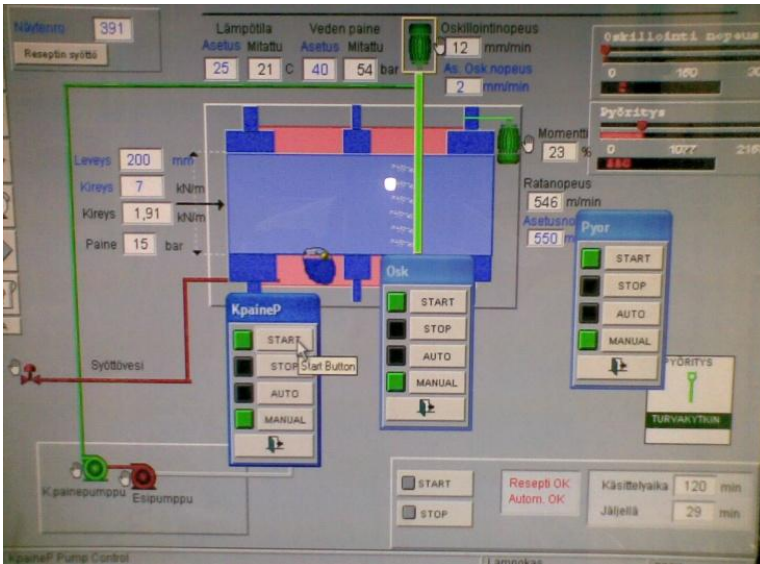 Näytenro 391
Reseptin syöttö
Lämpötila
Asetus Mitattu
25 21 C
Veden paine
Asetus Mitattu
40 54 bar
Oskillointinopeus
12 mm/min
As. Osk.nopeus
2 mm/min
Oskillointi nopeus
0 160
Pyöritys
0 1077
550
Momentti
23 %
Ratanopeus
546 m/min
550
Leveys 200 mm
Kireys 7 kN/m
Kireys 1,91 kN/m
Paine 15 bar
KpaineP
START
STOP
AUTO
MANUAL
Start Button
Osk
START
STOP
AUTO
MANUAL
Pyor
START
STOP
AUTO
MANUAL
PYÖRITYS
TURVAKYTKIN
Syöttövesi
K.painepumppu
Esipumppu
START
STOP
Resepti OK
Autom. OK
Käsittelyaika 120 min
Jäljellä 29 min
KpaineP Pump Control
Lampokas